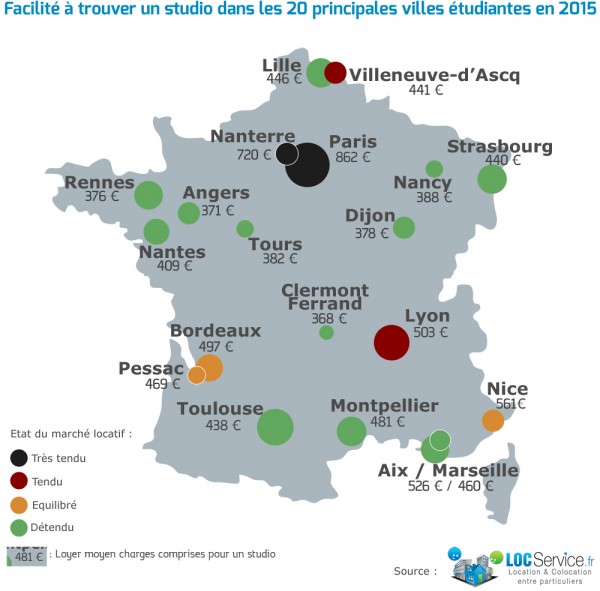 Facilité à trouver un studio dans les 20 principales villes étudiantes en 2015
Lille
446 €
Villeneuve-d'Ascq
441 €
Nanterre
720 €
Paris
862 €
Strasbourg
440 €
Nancy
388 €
Rennes
376 €
Angers
371 €
Dijon
378 €
Nantes
409 €
Tours
382 €
Clermont
Ferrand
368 €
Lyon
503 €
Bordeaux
497 €
Pessac
469 €
Nice
561€
Toulouse
438 €
Montpellier
481 €
Aix / Marseille
526 € / 460 €
Etat du marché locatif :
Très tendu
Tendu
Equilibré
Détendu
481 € : Loyer moyen charges comprises pour un studio
Source :
LOCService.fr
Location & Colocation
entre particuliers